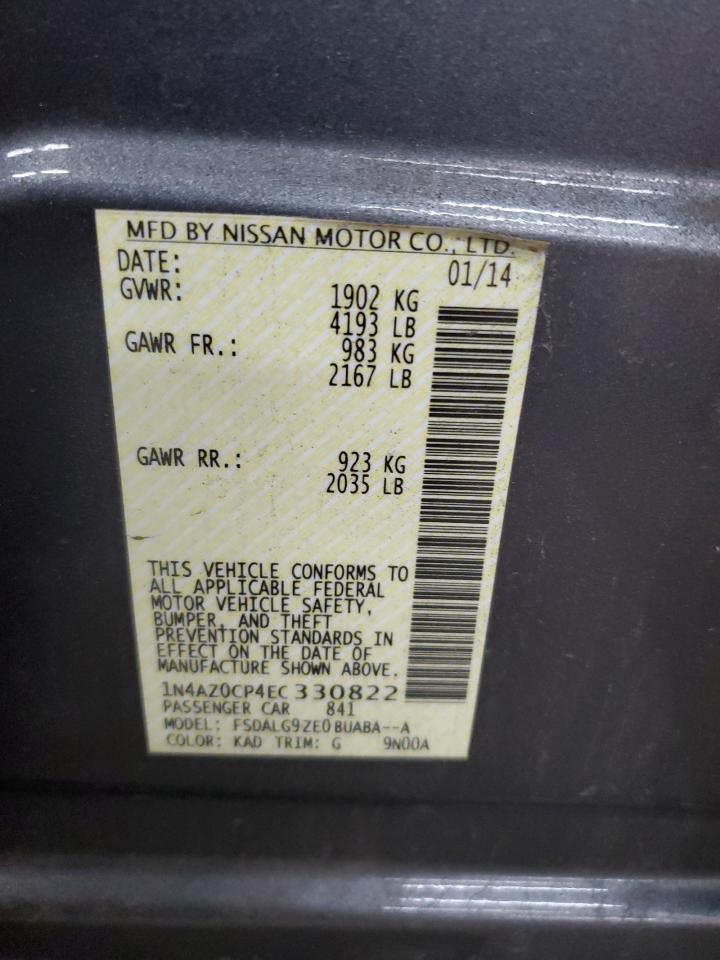 MFD BY NISSAN MOTOR CO., LTD.
DATE: 01/14
GVWR: 1902 KG
4193 LB
GAWR FR.: 983 KG
2167 LB
GAWR RR.: 923 KG
2035 LB
THIS VEHICLE CONFORMS TO
ALL APPLICABLE FEDERAL
MOTOR VEHICLE SAFETY,
BUMPER, AND THEFT
PREVENTION STANDARDS IN
EFFECT ON THE DATE OF
MANUFACTURE SHOWN ABOVE.
1N4AZ0CP4EC 330822
PASSENGER CAR 841
MODEL: FSDALG9ZE0BUABA--A
COLOR: KAD TRIM: G 9N00A